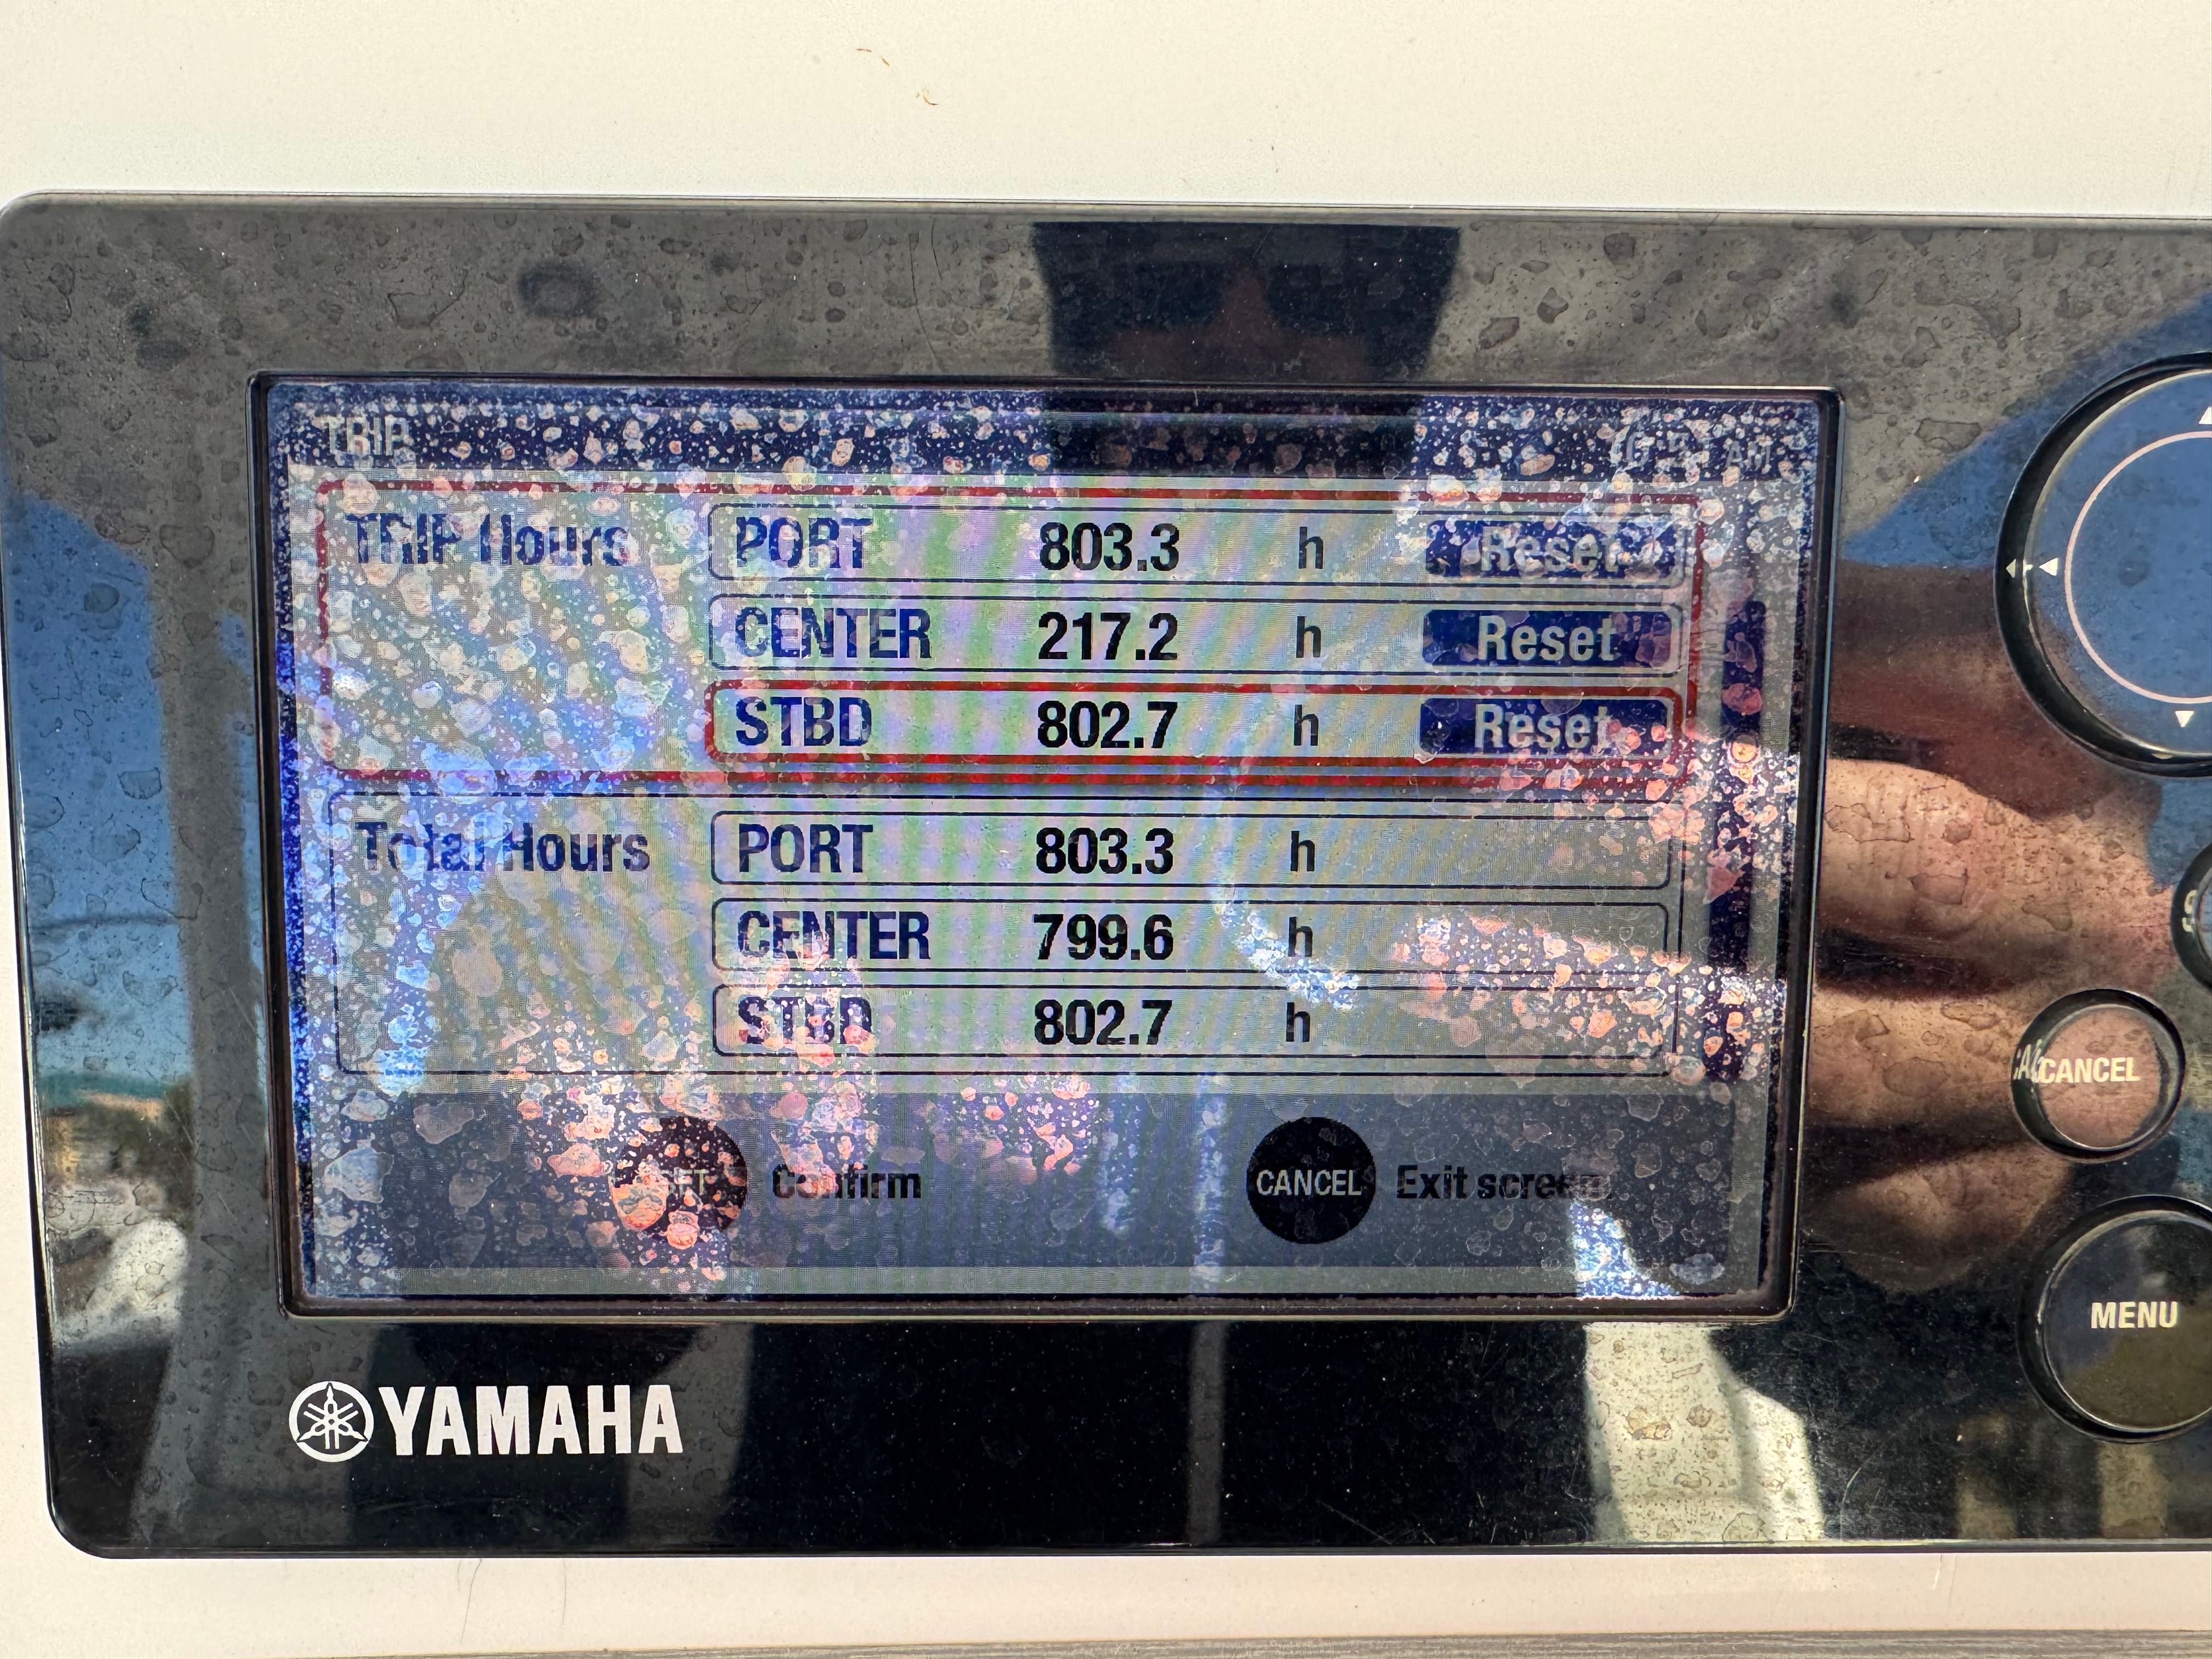 TRIP AM
TRIP Hours PORT 803.3 h Reset
CENTER 217.2 h Reset
STBD 802.7 h Reset
Total Hours PORT 803.3 h
CENTER 799.6 h
STBD 802.7 h
Confirm CANCEL Exit screen
CANCEL
MENU
YAMAHA